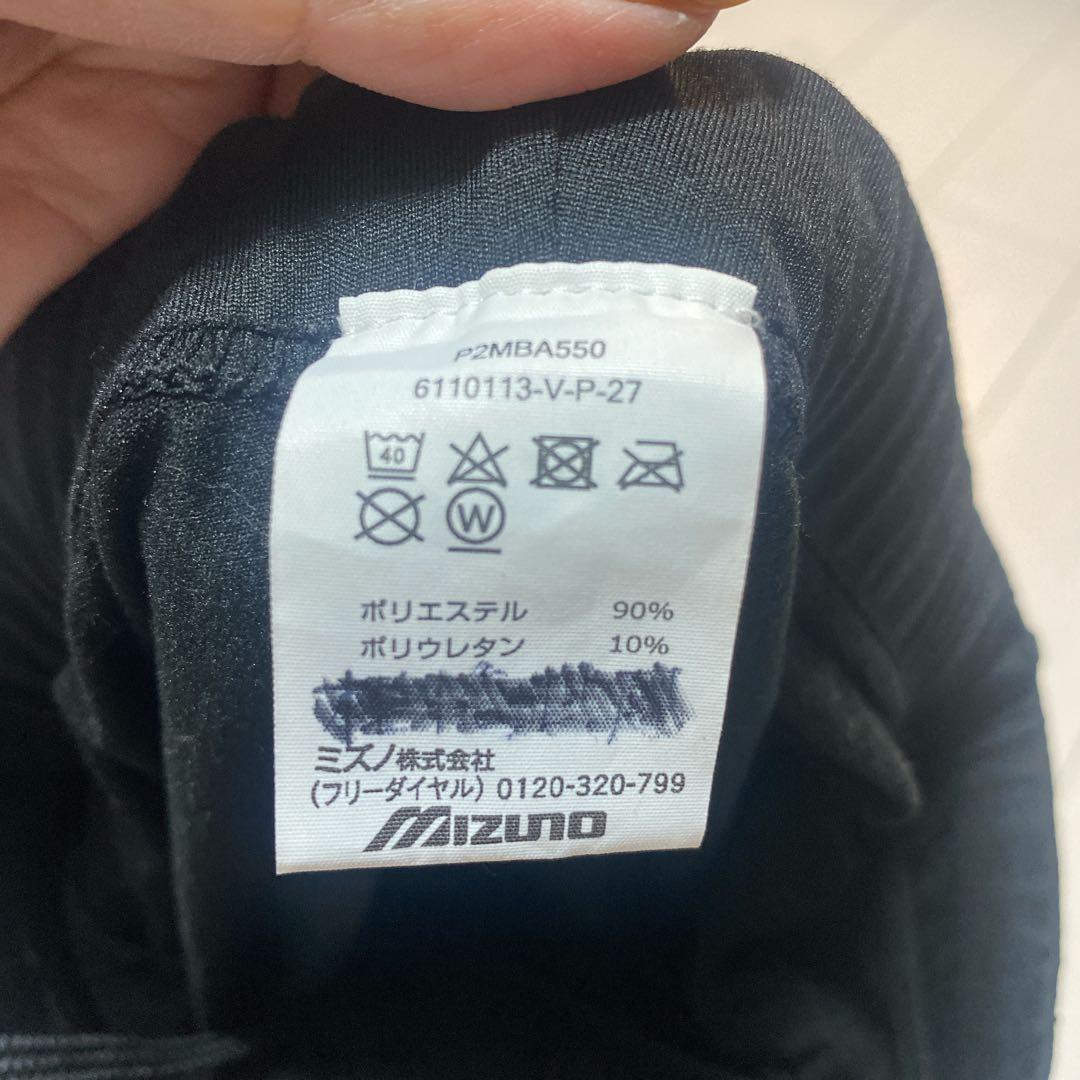 P2MBA550
6110113-V-P-27
40
W
ポリエステル 90%
ポリウレタン 10%
ミズノ株式会社
(フリーダイヤル) 0120-320-799
MIZUNO